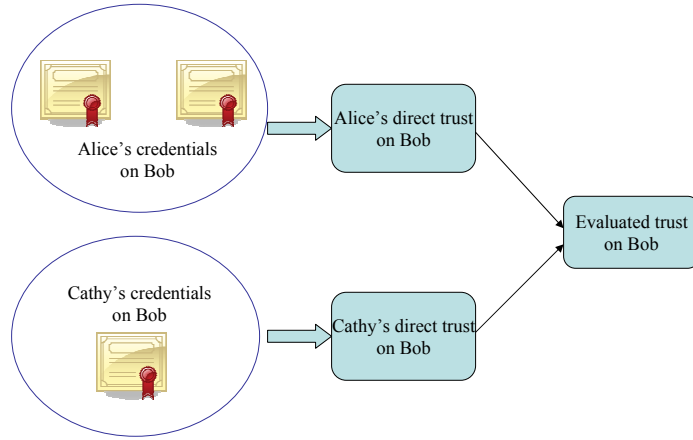 Alice’s credentials
on Bob
Alice’s direct trust
on Bob
Evaluated trust
on Bob
Cathy’s credentials
on Bob
Cathy’s direct trust
on Bob